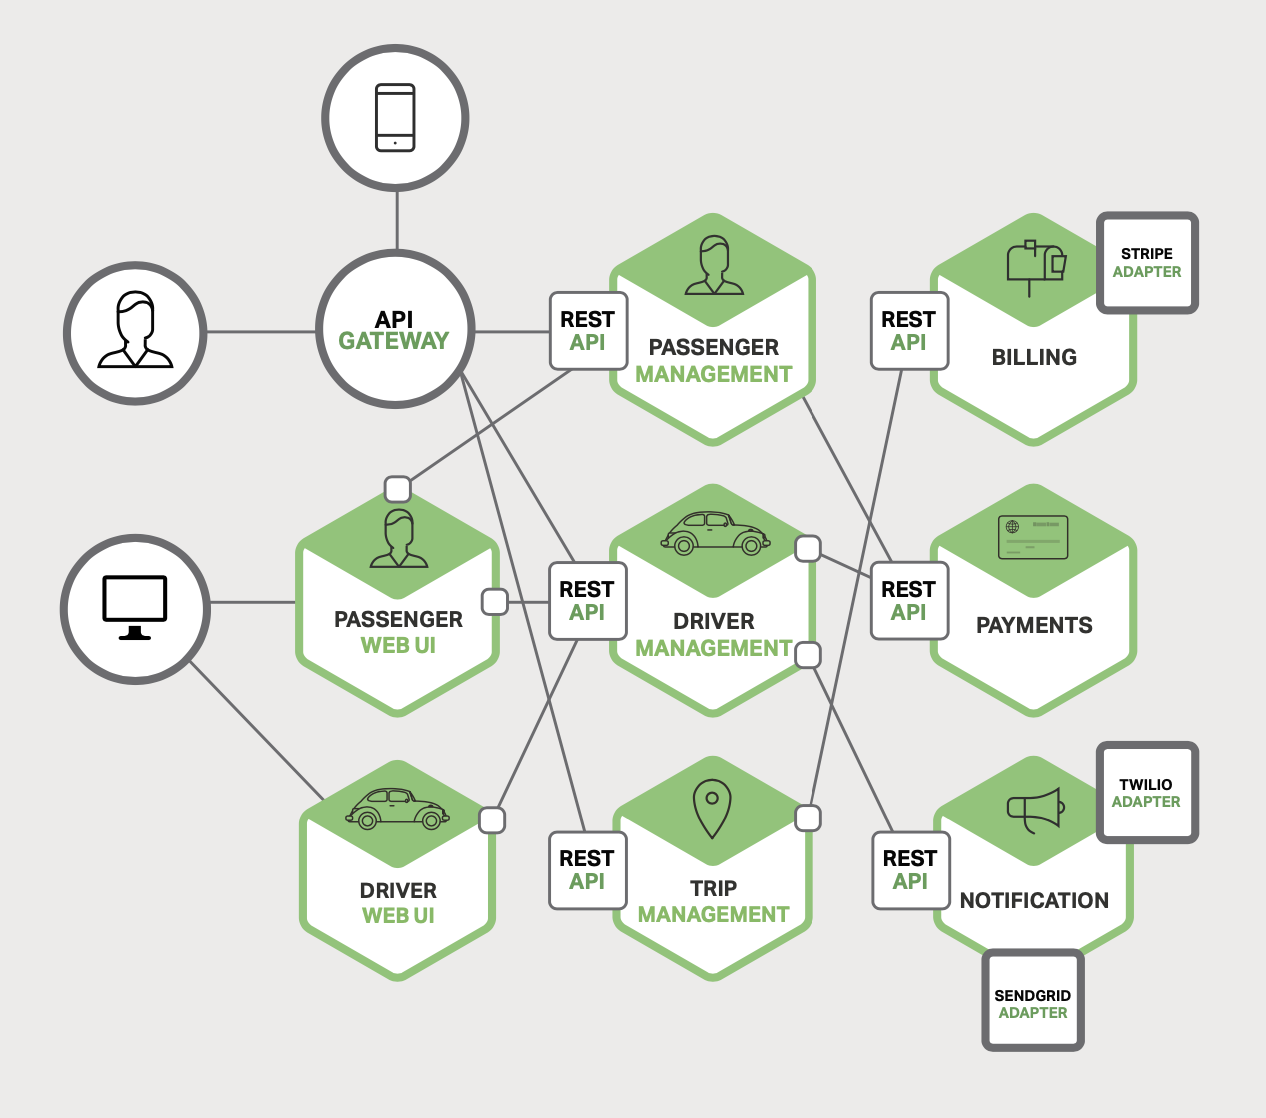 API
GATEWAY
REST
API
PASSENGER
MANAGEMENT
REST
API
BILLING
STRIPE
ADAPTER
PASSENGER
WEB UI
REST
API
DRIVER
MANAGEMENT
REST
API
PAYMENTS
DRIVER
WEB UI
REST
API
TRIP
MANAGEMENT
REST
API
NOTIFICATION
TWILIO
ADAPTER
SENDGRID
ADAPTER